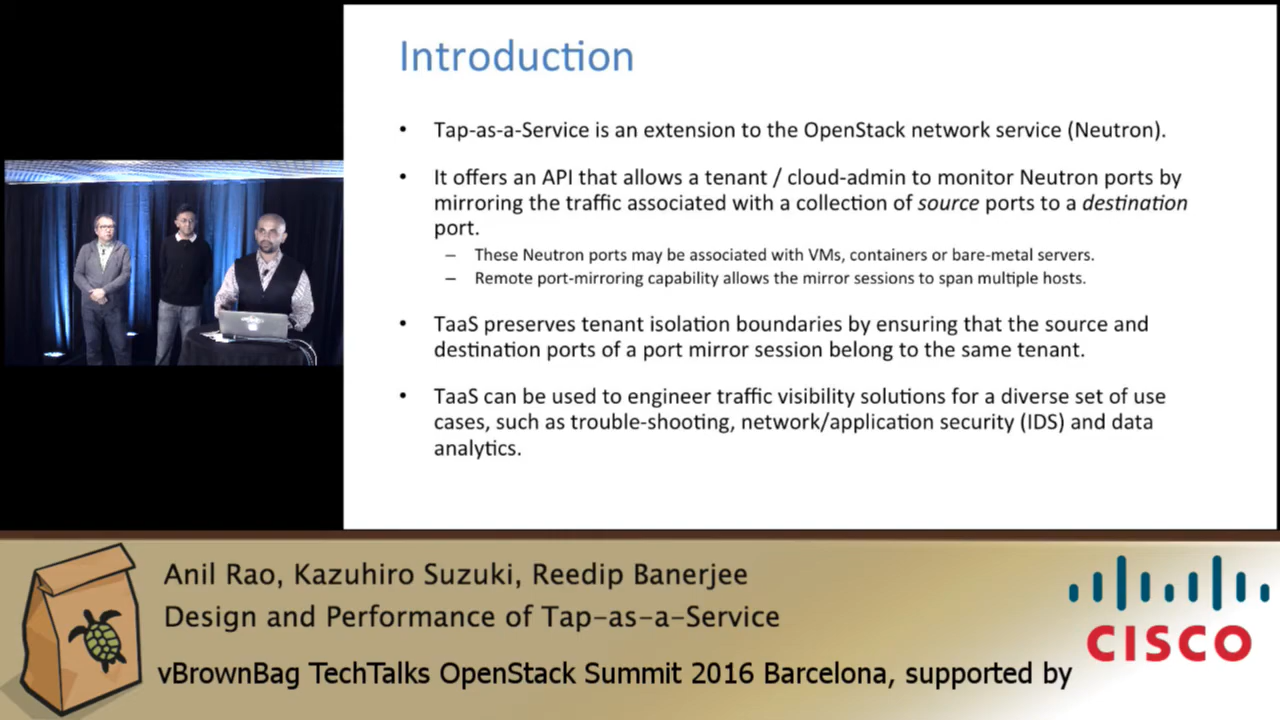 Introduction
• Tap-as-a-Service is an extension to the OpenStack network service (Neutron).
• It offers an API that allows a tenant / cloud-admin to monitor Neutron ports by
mirroring the traffic associated with a collection of source ports to a destination
port.
– These Neutron ports may be associated with VMs, containers or bare-metal servers.
– Remote port-mirroring capability allows the mirror sessions to span multiple hosts.
• TaaS preserves tenant isolation boundaries by ensuring that the source and
destination ports of a port mirror session belong to the same tenant.
• TaaS can be used to engineer traffic visibility solutions for a diverse set of use
cases, such as trouble-shooting, network/application security (IDS) and data
analytics.
Anil Rao, Kazuhiro Suzuki, Reedip Banerjee
Design and Performance of Tap-as-a-Service
vBrownBag TechTalks OpenStack Summit 2016 Barcelona, supported by
CISCO